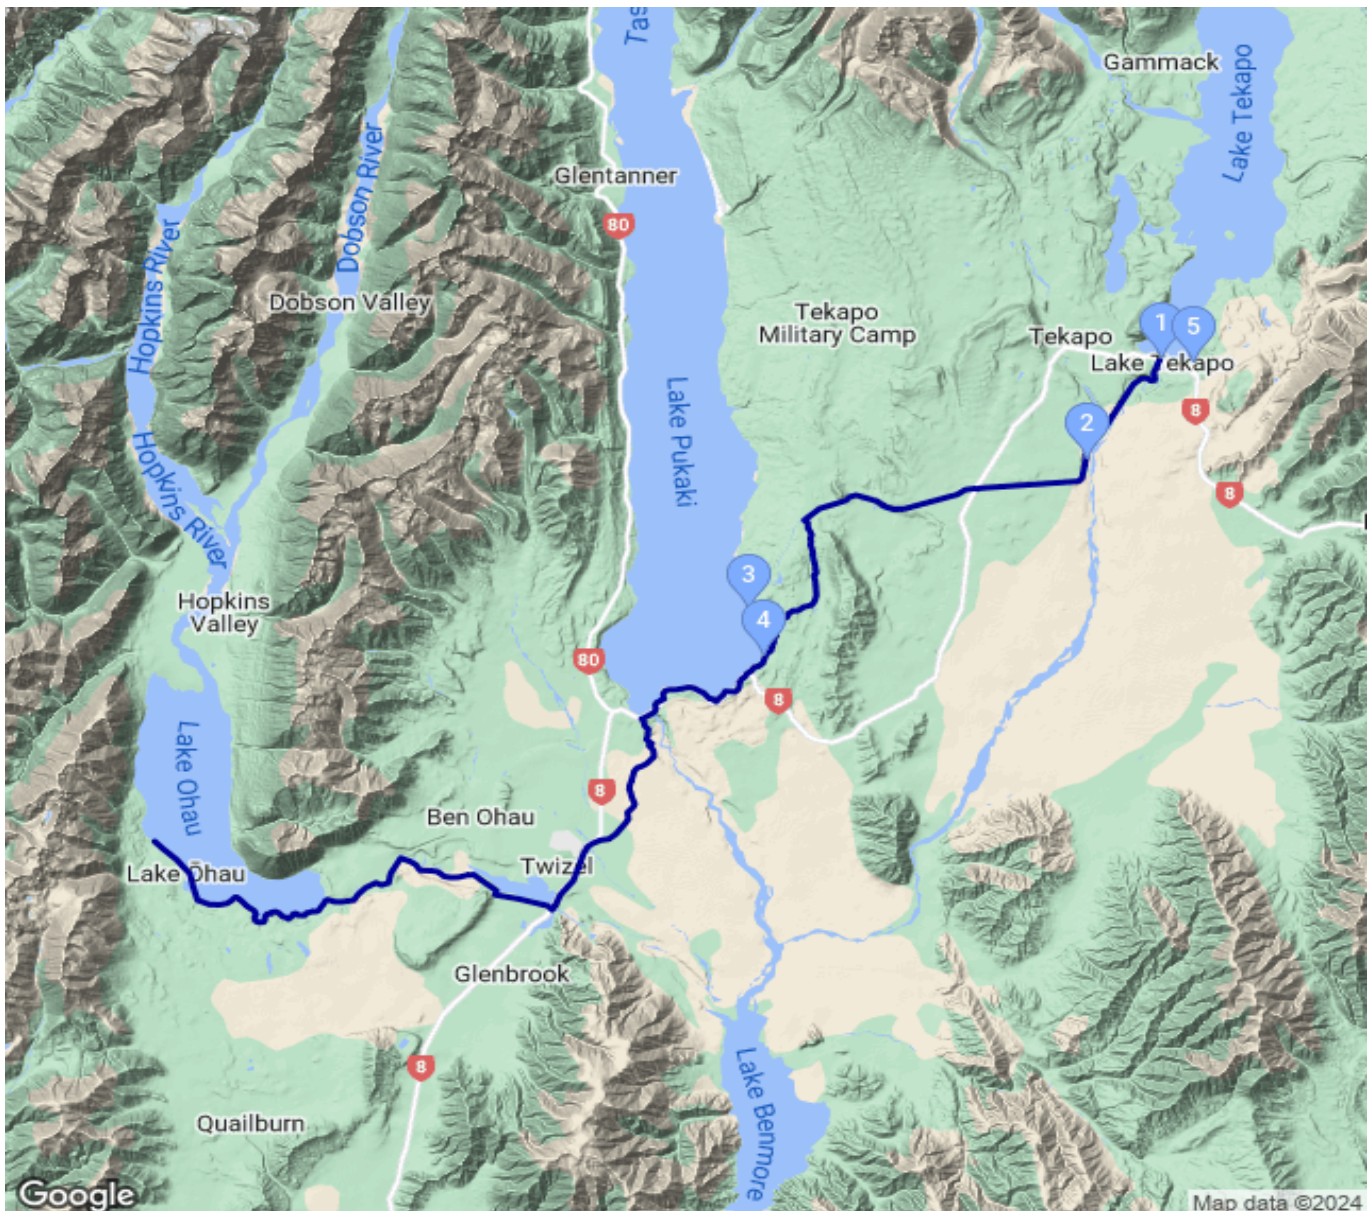 Tas
Gammack
Lake Tekapo
Glentanner
80
Hopkins River
Dobson River
Dobson Valley
Tekapo
Military Camp
Tekapo
1
5
Lake Tekapo
8
2
Lake Pukaki
Hopkins River
8
3
Hopkins
Valley
4
80
8
Lake Ohau
8
Ben Ohau
Twizel
Lake Ōhau
Glenbrook
8
Lake Benmore
Quailburn
Google
Map data ©2024